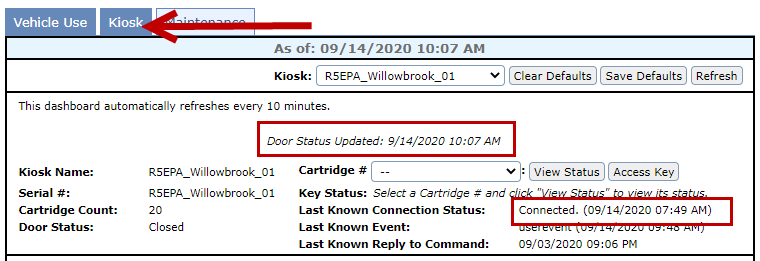 Vehicle Use Kiosk Maintenance
As of: 09/14/2020 10:07 AM
Kiosk: R5EPA_Willowbrook_01 Clear Defaults Save Defaults Refresh
This dashboard automatically refreshes every 10 minutes.
Door Status Updated: 9/14/2020 10:07 AM
Kiosk Name: R5EPA_Willowbrook_01 Cartridge # -- : View Status Access Key
Serial #: R5EPA_Willowbrook_01 Key Status: Select a Cartridge # and click "View Status" to view its status.
Cartridge Count: 20 Last Known Connection Status: Connected. (09/14/2020 07:49 AM)
Door Status: Closed Last Known Event: userevent (09/14/2020 09:48 AM)
Last Known Reply to Command: 09/03/2020 09:06 PM